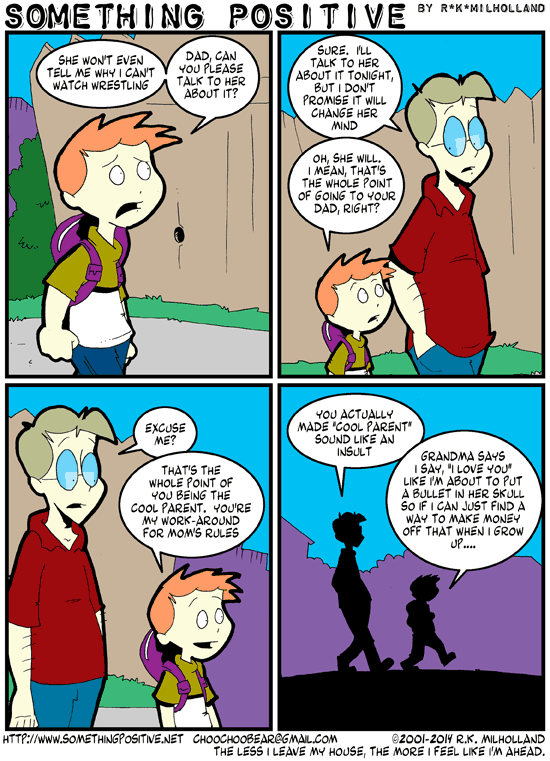 SOMETHING POSITIVE BY R*K*MILHOLLAND
SHE WON'T EVEN
TELL ME WHY I CAN'T
WATCH WRESTLING
DAD, CAN
YOU PLEASE
TALK TO HER
ABOUT IT?
SURE. I'LL
TALK TO HER
ABOUT IT TONIGHT,
BUT I DON'T
PROMISE IT WILL
CHANGE HER
MIND
OH, SHE WILL.
I MEAN, THAT'S
THE WHOLE POINT
OF GOING TO YOUR
DAD, RIGHT?
EXCUSE
ME?
THAT'S THE
WHOLE POINT OF
YOU BEING THE
COOL PARENT. YOU'RE
MY WORK-AROUND
FOR MOM'S RULES
YOU ACTUALLY
MADE "COOL PARENT"
SOUND LIKE AN
INSULT
GRANDMA SAYS
I SAY, "I LOVE YOU"
LIKE I'M ABOUT TO PUT
A BULLET IN HER SKULL
SO IF I CAN JUST FIND A
WAY TO MAKE MONEY
OFF THAT WHEN I GROW
UP....
HTTP://WWW.SOMETHINGPOSITIVE.NET CHOOCHOOBEAR@GMAIL.COM ©2001-2014 R.K. MILHOLLAND
THE LESS I LEAVE MY HOUSE, THE MORE I FEEL LIKE I'M AHEAD.